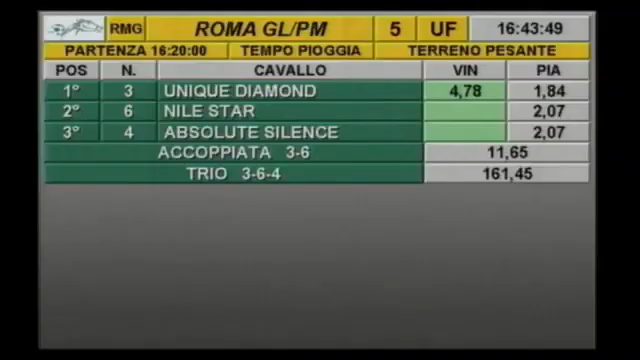 RMG ROMA GL/PM 5 UF 16:43:49
PARTENZA 16:20:00 TEMPO PIOGGIA TERRENO PESANTE
POS N. CAVALLO VIN PIA
1° 3 UNIQUE DIAMOND 4,78 1,84
2° 6 NILE STAR 2,07
3° 4 ABSOLUTE SILENCE 2,07
ACCOPPIATA 3-6 11,65
TRIO 3-6-4 161,45